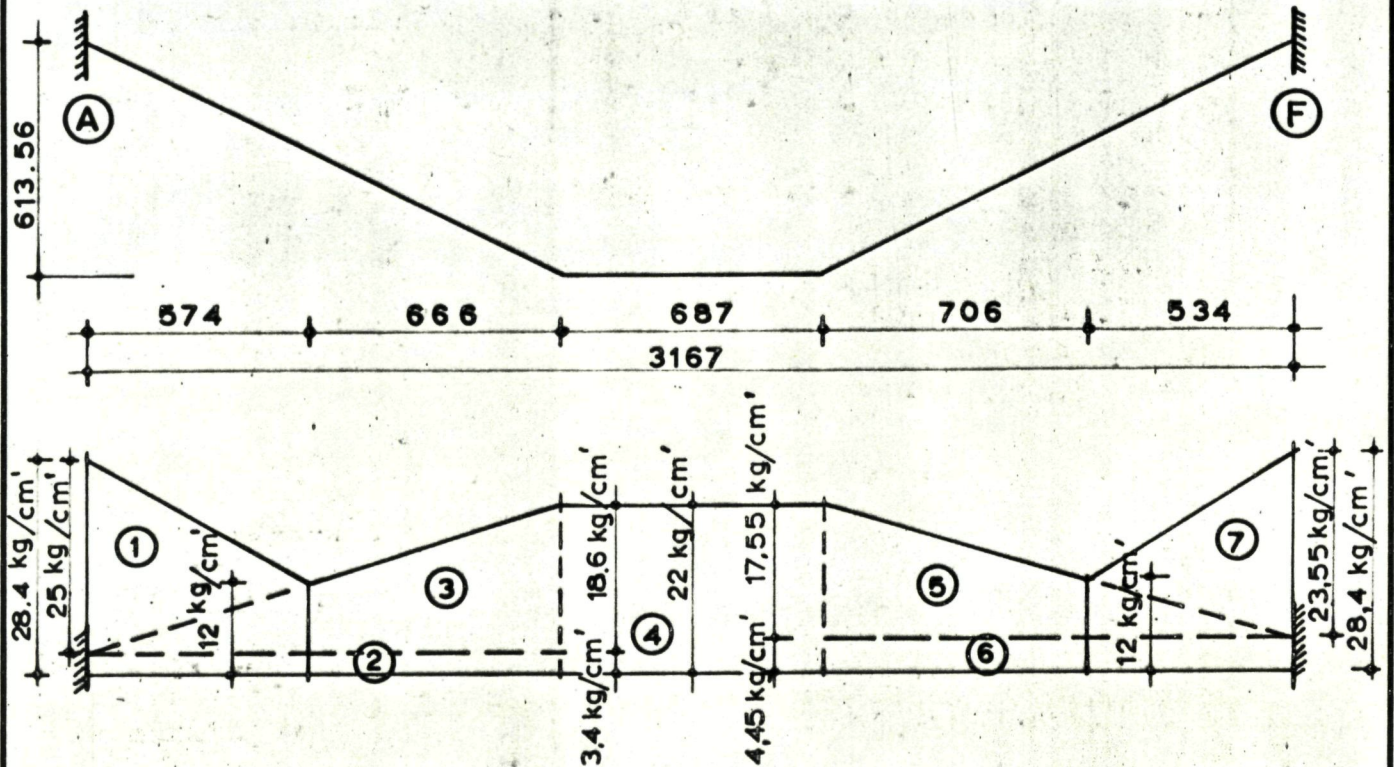 A
F
613.56
574 666 687 706 534
3167
28.4 kg/cm'
25 kg/cm'
1
12 kg/cm'
3
2
18.6 kg/cm'
3,4 kg/cm'
4
22 kg/cm'
17,55 kg/cm'
4,45 kg/cm'
5
6
12 kg/cm'
7
23,55 kg/cm'
28,4 kg/cm'